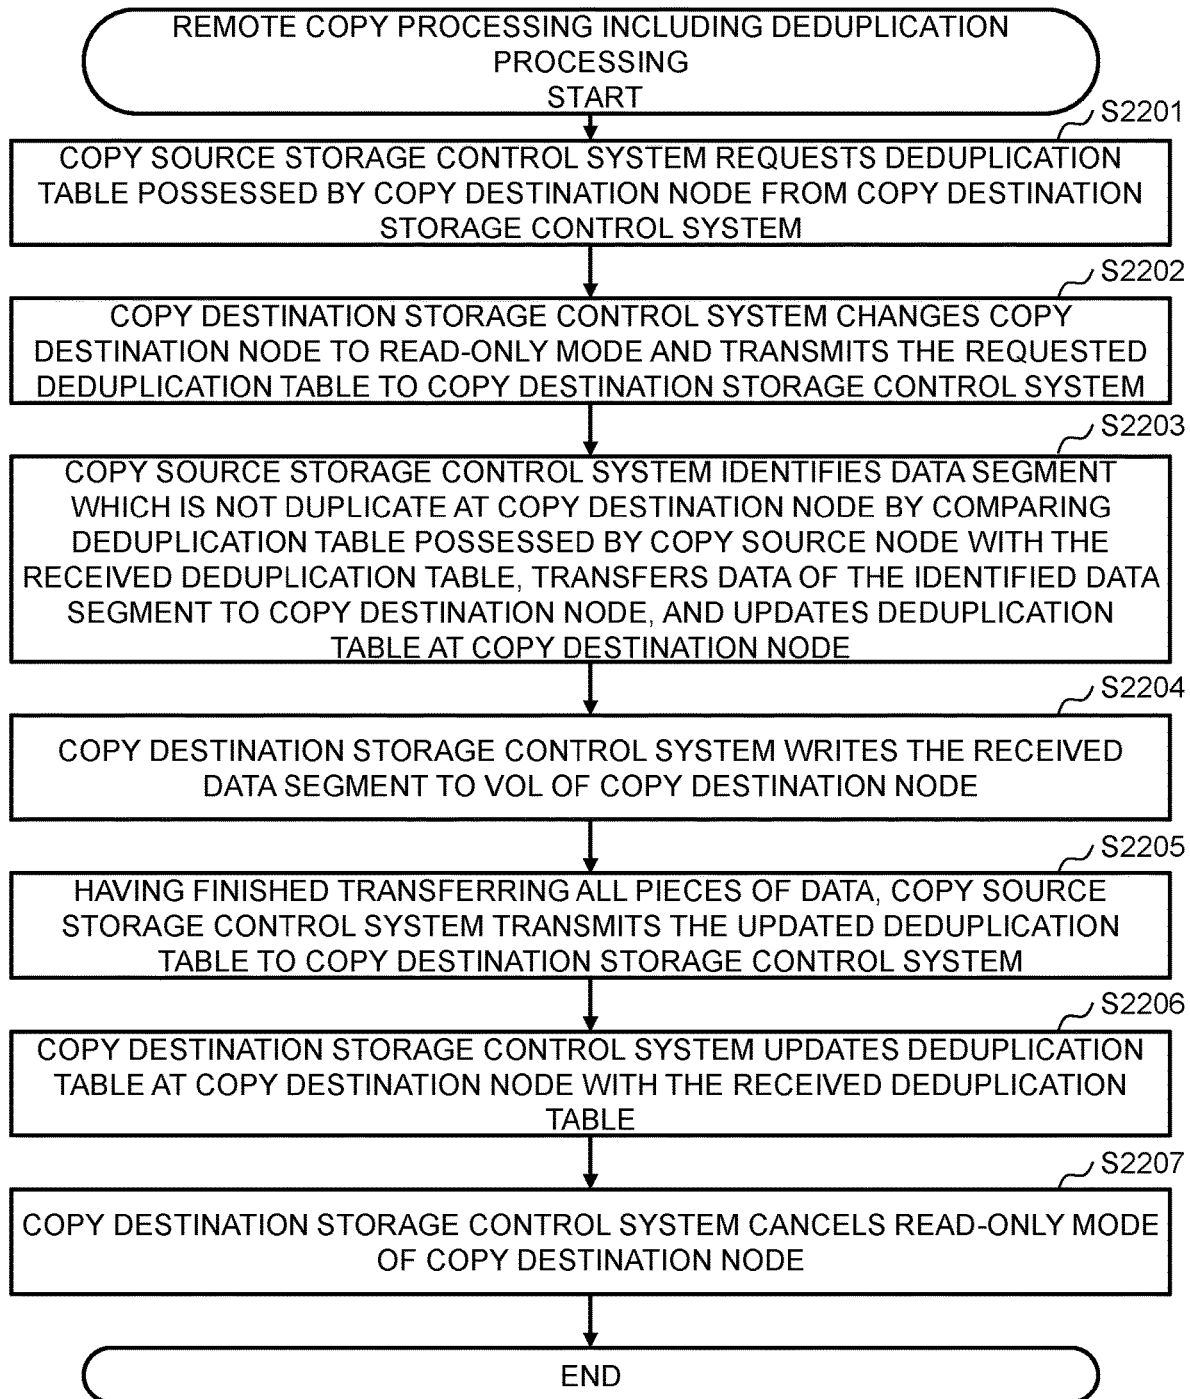 REMOTE COPY PROCESSING INCLUDING DEDUPLICATION
PROCESSING
START
S2201
COPY SOURCE STORAGE CONTROL SYSTEM REQUESTS DEDUPLICATION
TABLE POSSESSED BY COPY DESTINATION NODE FROM COPY DESTINATION
STORAGE CONTROL SYSTEM
S2202
COPY DESTINATION STORAGE CONTROL SYSTEM CHANGES COPY
DESTINATION NODE TO READ-ONLY MODE AND TRANSMITS THE REQUESTED
DEDUPLICATION TABLE TO COPY DESTINATION STORAGE CONTROL SYSTEM
S2203
COPY SOURCE STORAGE CONTROL SYSTEM IDENTIFIES DATA SEGMENT
WHICH IS NOT DUPLICATE AT COPY DESTINATION NODE BY COMPARING
DEDUPLICATION TABLE POSSESSED BY COPY SOURCE NODE WITH THE
RECEIVED DEDUPLICATION TABLE, TRANSFERS DATA OF THE IDENTIFIED DATA
SEGMENT TO COPY DESTINATION NODE, AND UPDATES DEDUPLICATION
TABLE AT COPY DESTINATION NODE
S2204
COPY DESTINATION STORAGE CONTROL SYSTEM WRITES THE RECEIVED
DATA SEGMENT TO VOL OF COPY DESTINATION NODE
S2205
HAVING FINISHED TRANSFERRING ALL PIECES OF DATA, COPY SOURCE
STORAGE CONTROL SYSTEM TRANSMITS THE UPDATED DEDUPLICATION
TABLE TO COPY DESTINATION STORAGE CONTROL SYSTEM
S2206
COPY DESTINATION STORAGE CONTROL SYSTEM UPDATES DEDUPLICATION
TABLE AT COPY DESTINATION NODE WITH THE RECEIVED DEDUPLICATION
TABLE
S2207
COPY DESTINATION STORAGE CONTROL SYSTEM CANCELS READ-ONLY MODE
OF COPY DESTINATION NODE
END